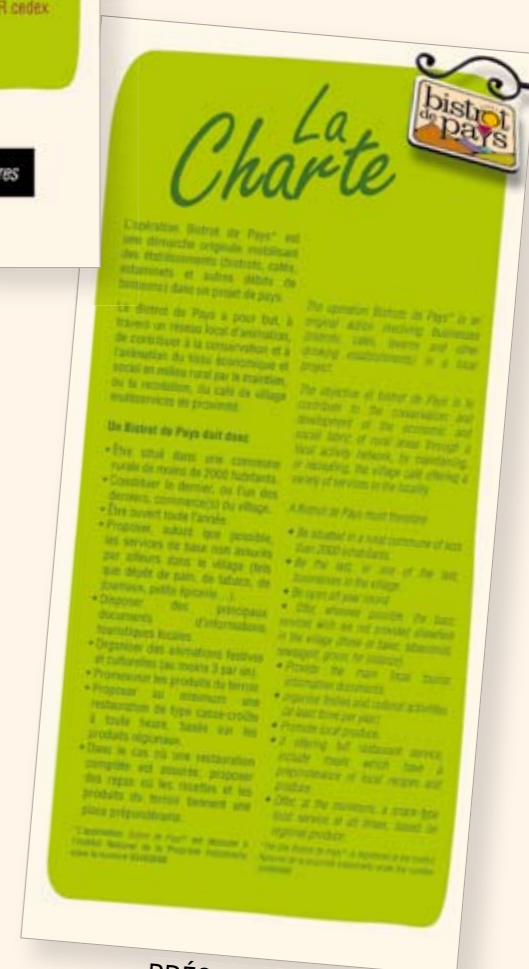 R cedex
res
bistrot
de pays
La
Charte
L'opération Bistrot de Pays* est
une démarche originale mobilisant
des établissements (bistrots, cafés,
estaminets et autres débits de
boissons) dans un projet de pays.
Le Bistrot de Pays a pour but, à
travers un réseau local d'animation,
de contribuer à la conservation et à
l'animation du tissu économique et
social en milieu rural par le maintien,
ou la recréation, du café de village
multiservices de proximité.
Un Bistrot de Pays doit donc
• Être situé dans une commune
rurale de moins de 2000 habitants.
• Constituer le dernier, ou l'un des
derniers, commerce(s) du village.
• Être ouvert toute l'année.
• Proposer, autant que possible,
les services de base non assurés
par ailleurs dans le village (tels
que dépôt de pain, de tabacs, de
journaux, petite épicerie...).
• Disposer des principaux
documents d'informations
touristiques locales.
• Organiser des animations festives
et culturelles (au moins 3 par an).
• Promouvoir les produits du terroir.
• Proposer au minimum une
restauration de type casse-croûte
à toute heure, basée sur les
produits régionaux.
• Dans le cas où une restauration
complète est assurée, proposer
des repas où les recettes et les
produits du terroir tiennent une
place prépondérante.
The operation Bistrots de Pays* is an
original action involving businesses
(bistrots, cafés, taverns and other
drinking establishments) in a local
project.
The objective of bistrot de Pays is to
contribute to the conservation and
development of the economic and
social fabric of rural areas through a
local activity network, by maintaining,
or including, the village café offering a
variety of services in the locality.
A Bistrot de Pays must therefore
• Be situated in a rural commune of less
than 2000 inhabitants.
• Be the last, or one of the last,
businesses in the village.
• Be open all year round
• Offer, wherever possible, the basic
services
in the village
• Provide the main local tourist
information documents.
• organise festive and cultural activities
(at least three per year).
• Promote local produce.
• If offering full restaurant service,
include meals which have a
preponderance of local recipes and
produce.
• Offer, at the minimum, a snack-type
food service at all times, based on
regional produce.
PRÉS